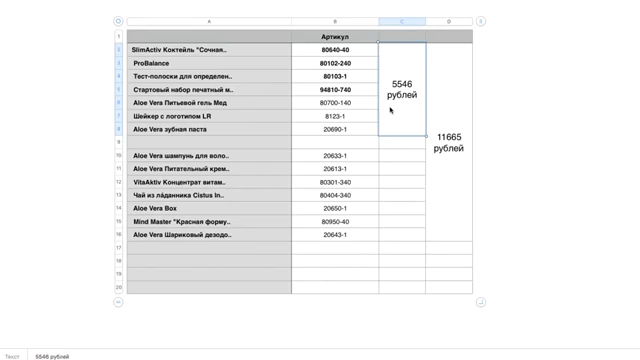 A B C D
1 Артикул
2 SlimActiv Коктейль "Сочная.. 80640-40
3 ProBalance 80102-240
4 Тест-полоски для определен.. 80103-1
5 Стартовый набор печатный м.. 94810-740
6 Aloe Vera Питьевой гель Мед 80700-140
7 Шейкер с логотипом LR 8123-1
8 Aloe Vera зубная паста 20690-1
5546
рублей
9
10 Aloe Vera шампунь для воло.. 20633-1
11 Aloe Vera Питательный крем.. 20613-1
12 VitaAktiv Концентрат витам.. 80301-340
13 Чай из ла́данника Cistus In.. 80404-340
14 Aloe Vera Box 20650-1
15 Mind Master "Красная форму.. 80950-40
16 Aloe Vera Шариковый дезодо.. 20643-1
11665
рублей
17
18
19
20
Текст 5546 рублей